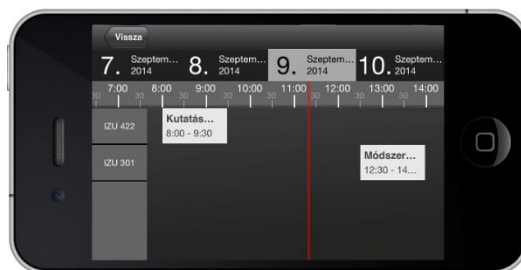 Vissza
7. Szeptem... 2014
8. Szeptem... 2014
9. Szeptem... 2014
10. Szeptem... 2014
30 7:00 30 8:00 30 9:00 30 10:00 30 11:00 30 12:00 30 13:00 30 14:00
IZU 422
Kutatás...
8:00 - 9:30
IZU 301
Módszer...
12:30 - 14...